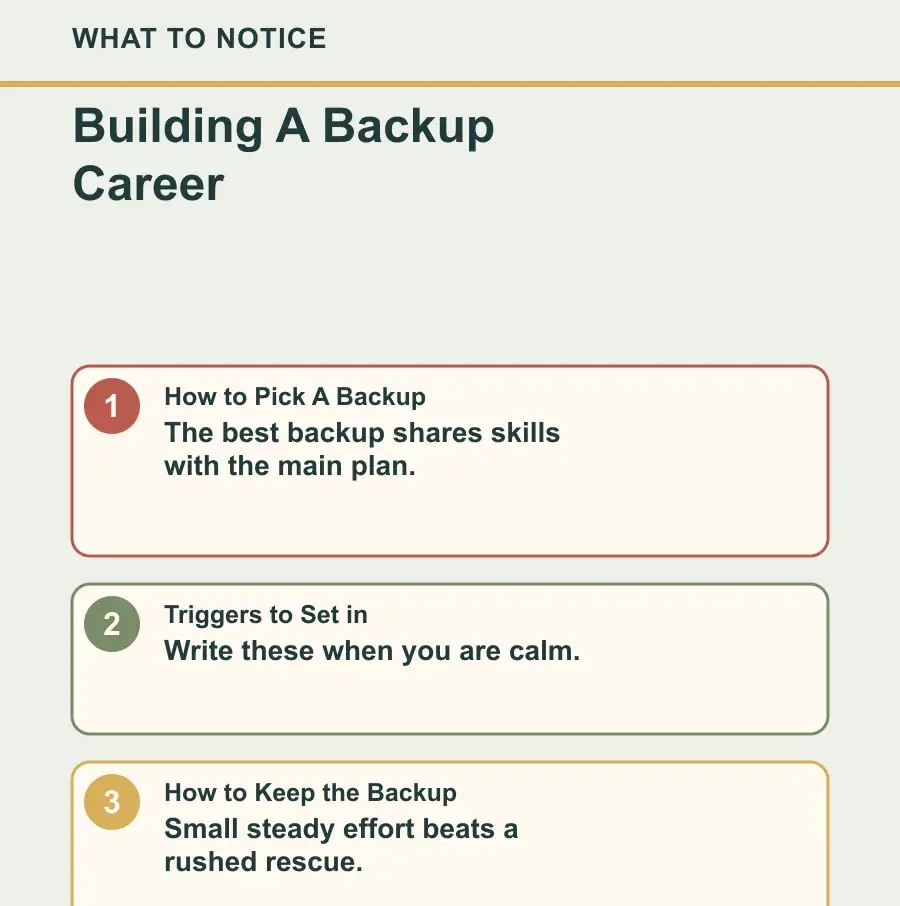 WHAT TO NOTICE
Building A Backup
Career
1
How to Pick A Backup
The best backup shares skills
with the main plan.
2
Triggers to Set in
Write these when you are calm.
3
How to Keep the Backup
Small steady effort beats a
rushed rescue.